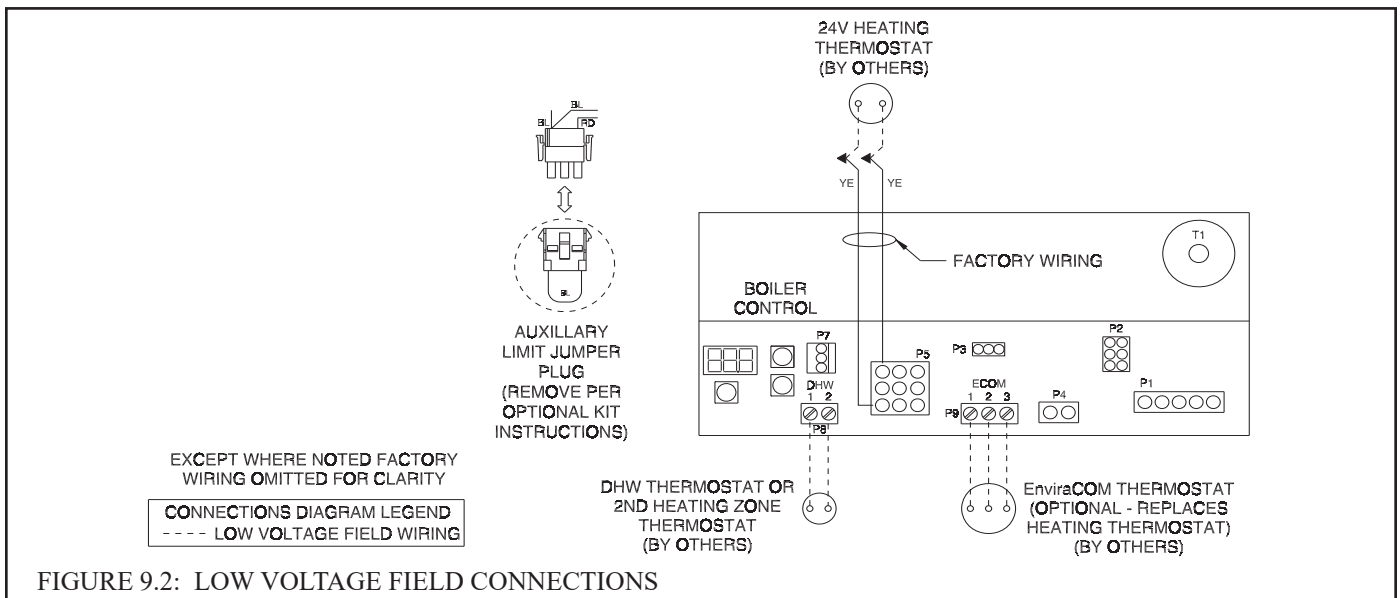 24V HEATING
THERMOSTAT
(BY OTHERS)
BL
BL
RD
YE
YE
T1
FACTORY WIRING
BOILER
CONTROL
BL
AUXILLARY
LIMIT JUMPER
PLUG
(REMOVE PER
OPTIONAL KIT
INSTRUCTIONS)
P7
P5
P3
P2
DHW
1 2
P8
ECOM
1 2 3
P9
P4
P1
EXCEPT WHERE NOTED FACTORY
WIRING OMITTED FOR CLARITY
CONNECTIONS DIAGRAM LEGEND
---- LOW VOLTAGE FIELD WIRING
DHW THERMOSTAT OR
2ND HEATING ZONE
THERMOSTAT
(BY OTHERS)
EnviraCOM THERMOSTAT
(OPTIONAL - REPLACES
HEATING THERMOSTAT)
(BY OTHERS)
FIGURE 9.2: LOW VOLTAGE FIELD CONNECTIONS